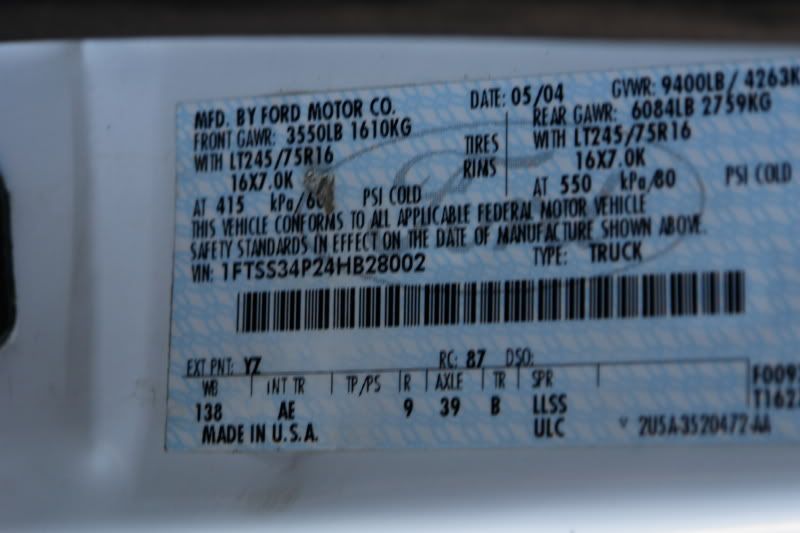 MFD. BY FORD MOTOR CO. DATE: 05/04 GVWR: 9400LB / 4263K
FRONT GAWR: 3550LB 1610KG REAR GAWR: 6084LB 2759KG
WITH LT245/75R16 TIRES WITH LT245/75R16
16X7.0K RIMS 16X7.0K
AT 415 kPa/60 PSI COLD AT 550 kPa/80 PSI COLD
THIS VEHICLE CONFORMS TO ALL APPLICABLE FEDERAL MOTOR VEHICLE
SAFETY STANDARDS IN EFFECT ON THE DATE OF MANUFACTURE SHOWN ABOVE.
VIN: 1FTSS34P24HB28002 TYPE: TRUCK
EXT PNT: YZ RC: 87 DSO:
WB INT TR TP/PS R AXLE TR SPR F009
138 AE 9 39 B LLSS T162
MADE IN U.S.A. ULC 2U5A-3520472-AA